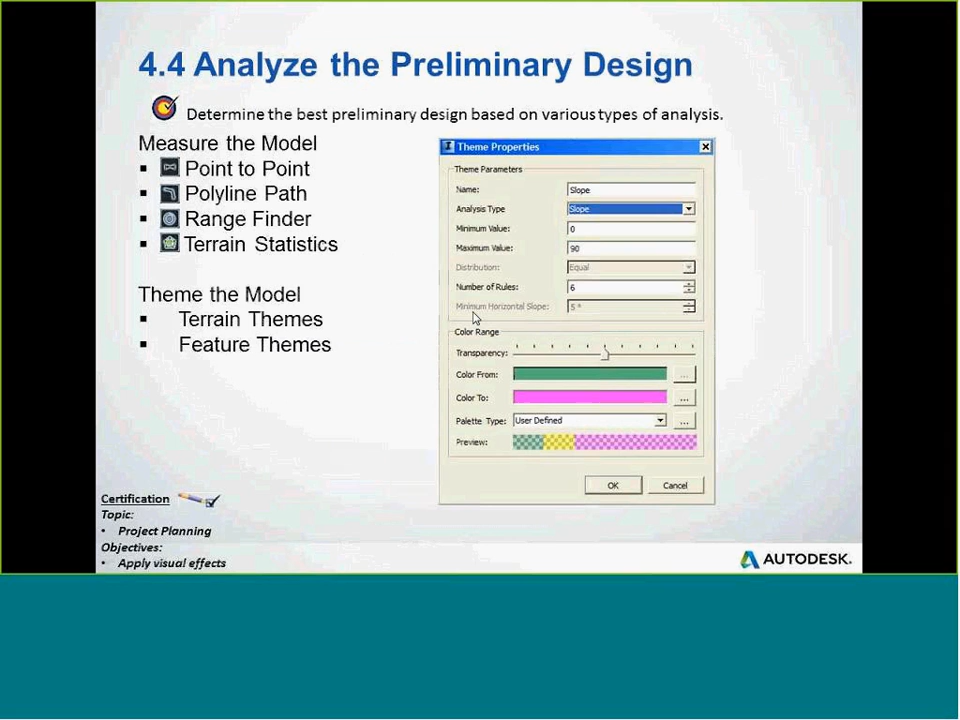 4.4 Analyze the Preliminary Design
Determine the best preliminary design based on various types of analysis.
Measure the Model
▪ Point to Point
▪ Polyline Path
▪ Range Finder
▪ Terrain Statistics
Theme the Model
▪ Terrain Themes
▪ Feature Themes
Theme Properties
Theme Parameters
Name: Slope
Analysis Type Slope
Minimum Value: 0
Maximum Value: 90
Distribution: Equal
Number of Rules: 6
Minimum Horizontal Slope: 5 °
Color Range
Transparency:
Color From: ...
Color To: ...
Palette Type: User Defined ...
Preview:
OK Cancel
Certification
Topic:
• Project Planning
Objectives:
• Apply visual effects
AUTODESK.